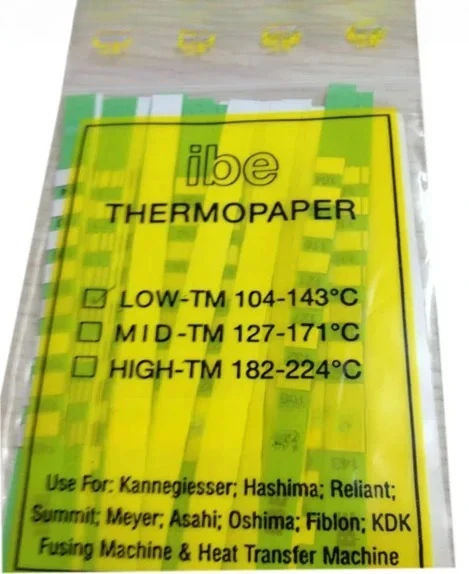 ibe
THERMOPAPER
☑ LOW-TM 104-143°C
☐ MID-TM 127-171°C
☐ HIGH-TM 182-224°C
Use For: Kannegiesser; Hashima; Reliant;
Summit; Meyer; Asahi; Oshima; Fiblon; KDK
Fusing Machine & Heat Transfer Machine